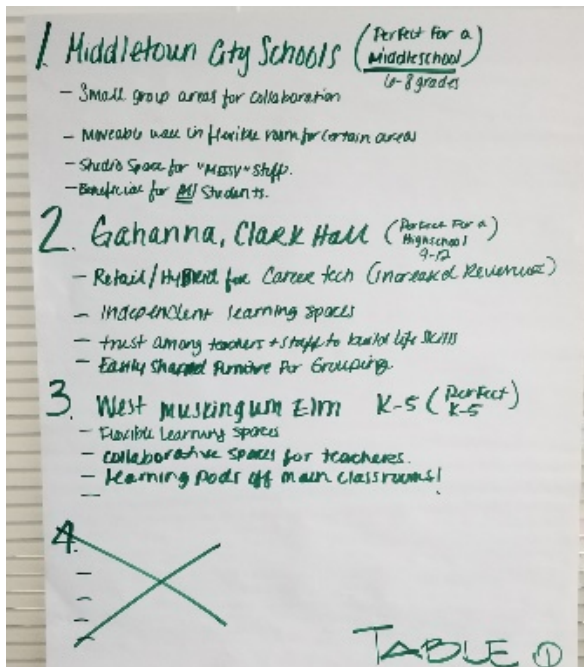 1. Middletown City Schools (Perfect For a
Middleschool)
6-8 grades
- Small group areas for collaboration
- Moveable wall in flexible room for certain areas
- Studio Space for "Messy" Stuff.
- Beneficial for All Students.
2. Gahanna, Clark Hall (Perfect For a
Highschool)
9-12
- Retail/Hybrid for Career tech (increased Revenue)
- Independent learning spaces
- trust among teachers + staff to build life skills
- Easily Shaped Furniture for Grouping
3. West Muskingum Elm K-5 (Perfect
K-5)
- Flexible Learning spaces
- collaborative spaces for teachers.
- learning pods off main classrooms!
-
4.
-
-
-
-
TABLE 1